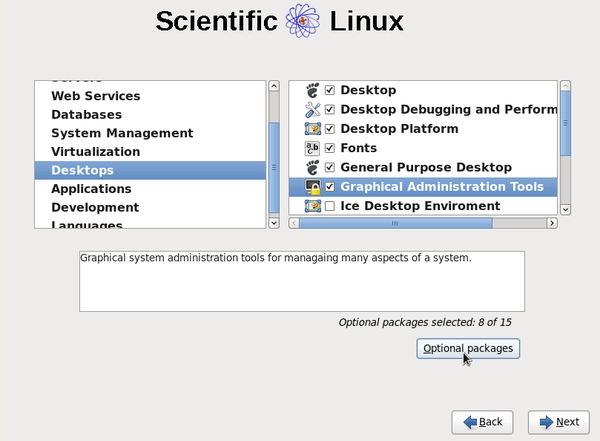 Scientific Linux
Servers
Web Services
Databases
System Management
Virtualization
Desktops
Applications
Development
Languages
Desktop
Desktop Debugging and Perform
Desktop Platform
Fonts
General Purpose Desktop
Graphical Administration Tools
Ice Desktop Enviroment
Graphical system administration tools for managaing many aspects of a system.
Optional packages selected: 8 of 15
Optional packages
Back
Next